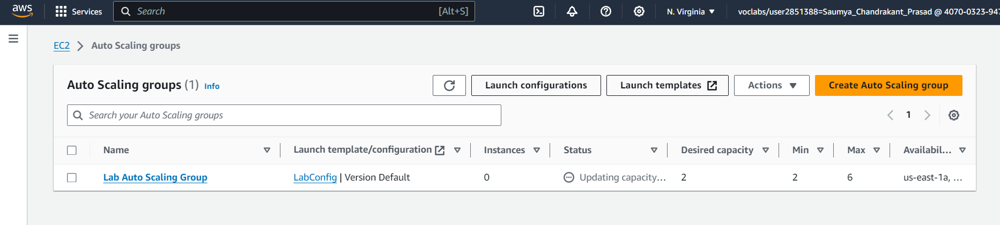 aws Services Search [Alt+S] N. Virginia voclabs/user2851388=Saumya_Chandrakant_Prasad @ 4070-0323-947
EC2 Auto Scaling groups
Auto Scaling groups (1) Info Launch configurations Launch templates Actions Create Auto Scaling group
Search your Auto Scaling groups 1
Name Launch template/configuration Instances Status Desired capacity Min Max Availabil...
Lab Auto Scaling Group LabConfig | Version Default 0 Updating capacity... 2 2 6 us-east-1a, ...